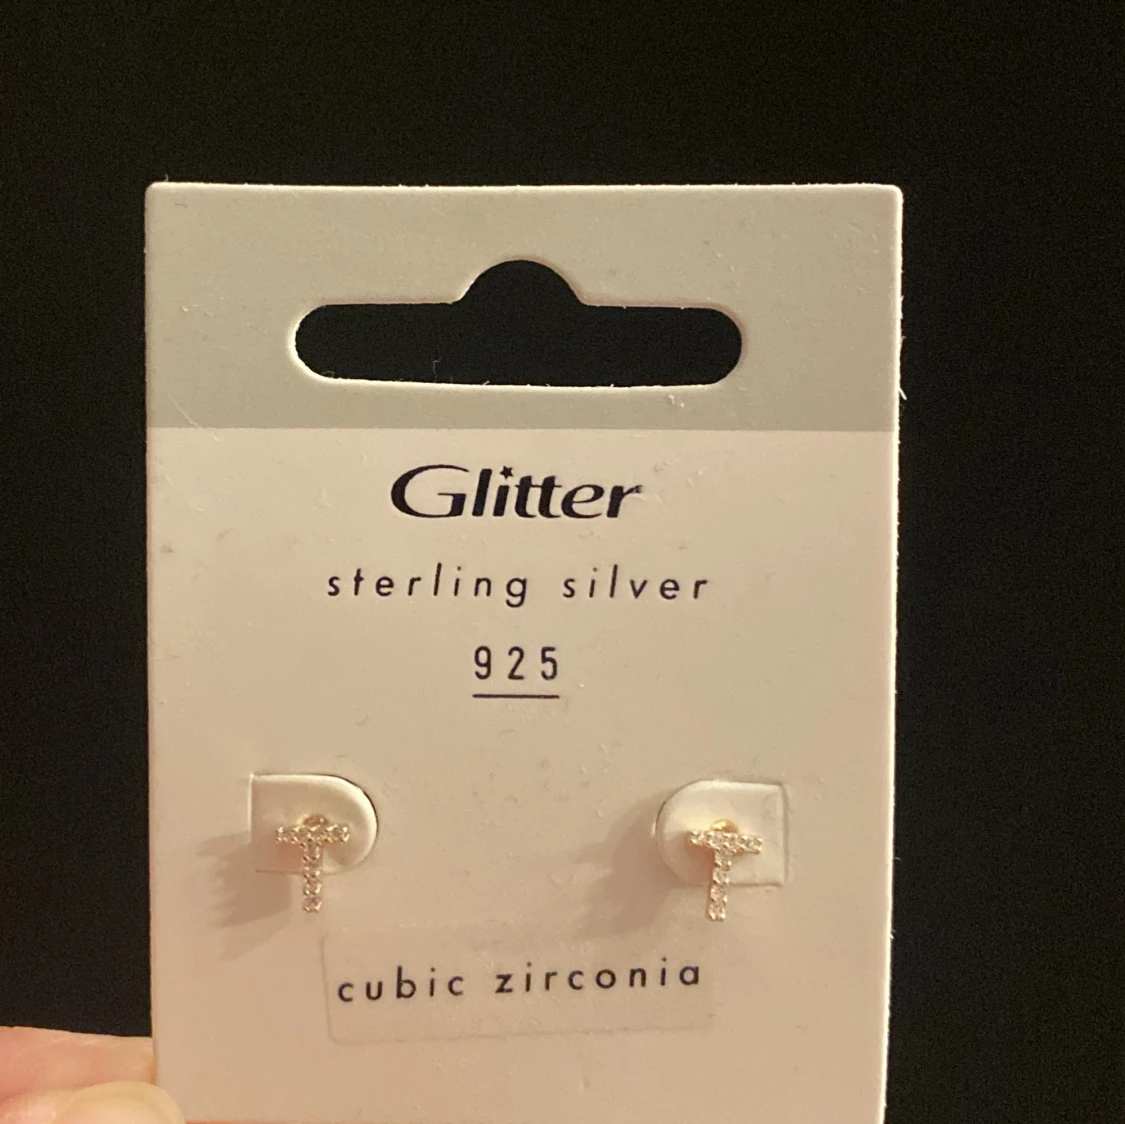 Glitter
sterling silver
925
T T
cubic zirconia